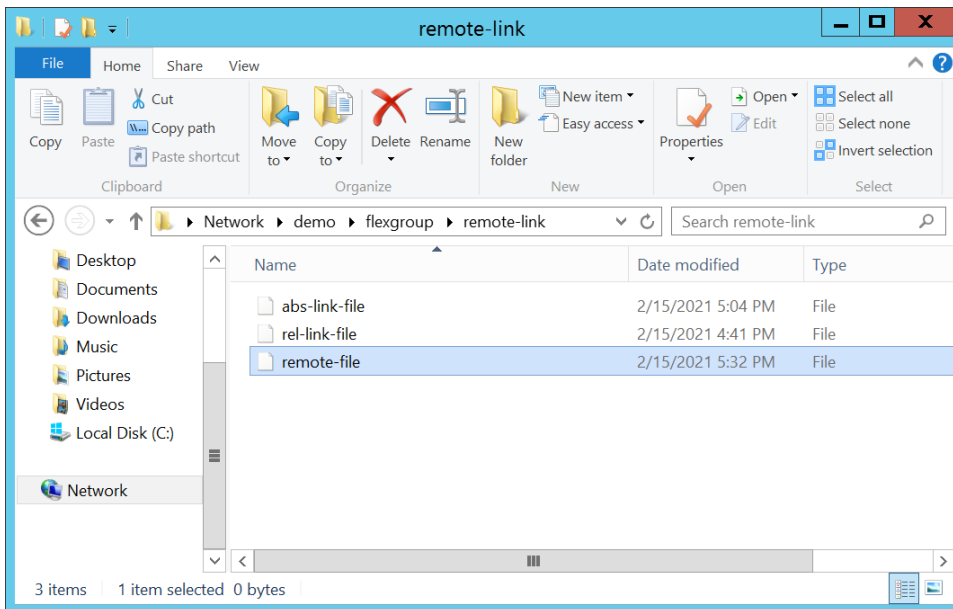 remote-link
File Home Share View
Copy
Paste
Cut
Copy path
Paste shortcut
Clipboard
Move to
Copy to
Delete
Rename
Organize
New folder
New item
Easy access
New
Properties
Open
Edit
Open
Select all
Select none
Invert selection
Select
Network demo flexgroup remote-link
Search remote-link
Desktop
Documents
Downloads
Music
Pictures
Videos
Local Disk (C:)
Network
Name Date modified Type
abs-link-file 2/15/2021 5:04 PM File
rel-link-file 2/15/2021 4:41 PM File
remote-file 2/15/2021 5:32 PM File
3 items 1 item selected 0 bytes